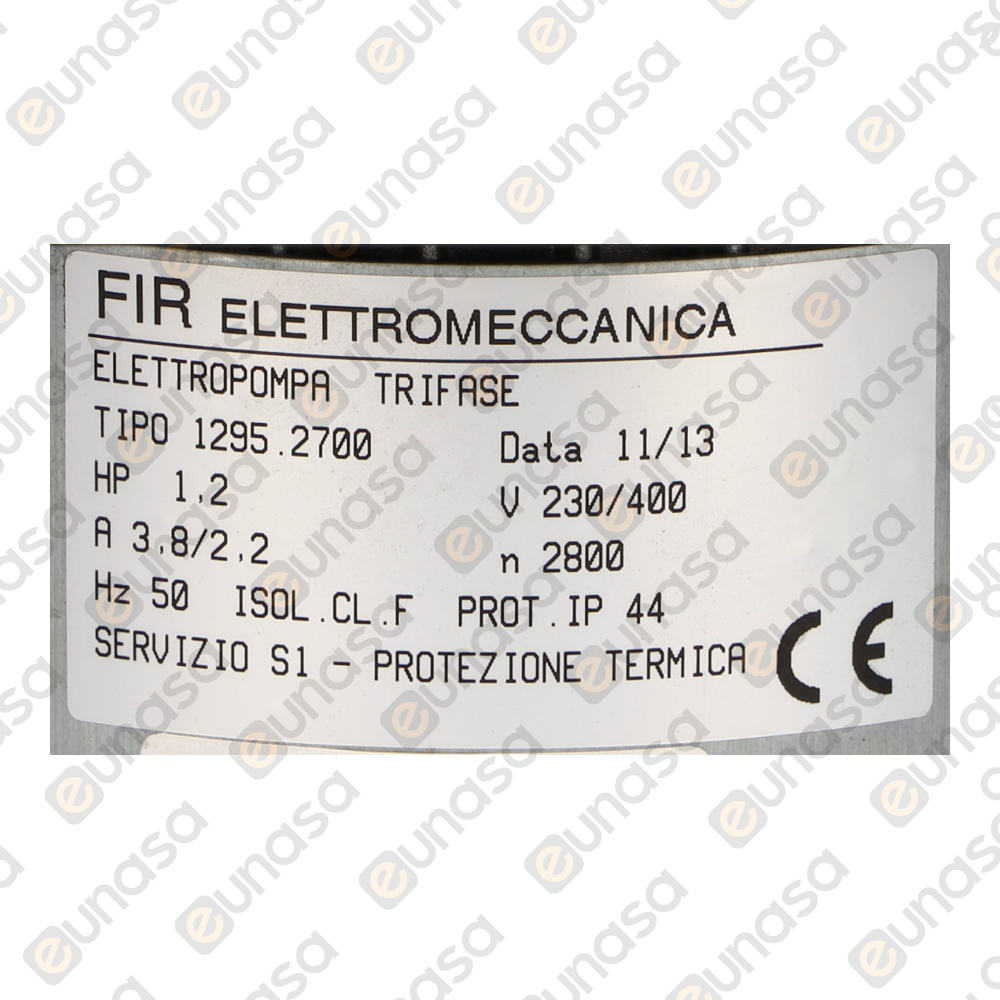 FIR ELETTROMECCANICA
ELETTROPOMPA TRIFASE
TIPO 1295.2700 Data 11/13
HP 1,2 V 230/400
A 3,8/2,2 n 2800
Hz 50 ISOL.CL.F PROT.IP 44
SERVIZIO S1 - PROTEZIONE TERMICA CE
eunasa